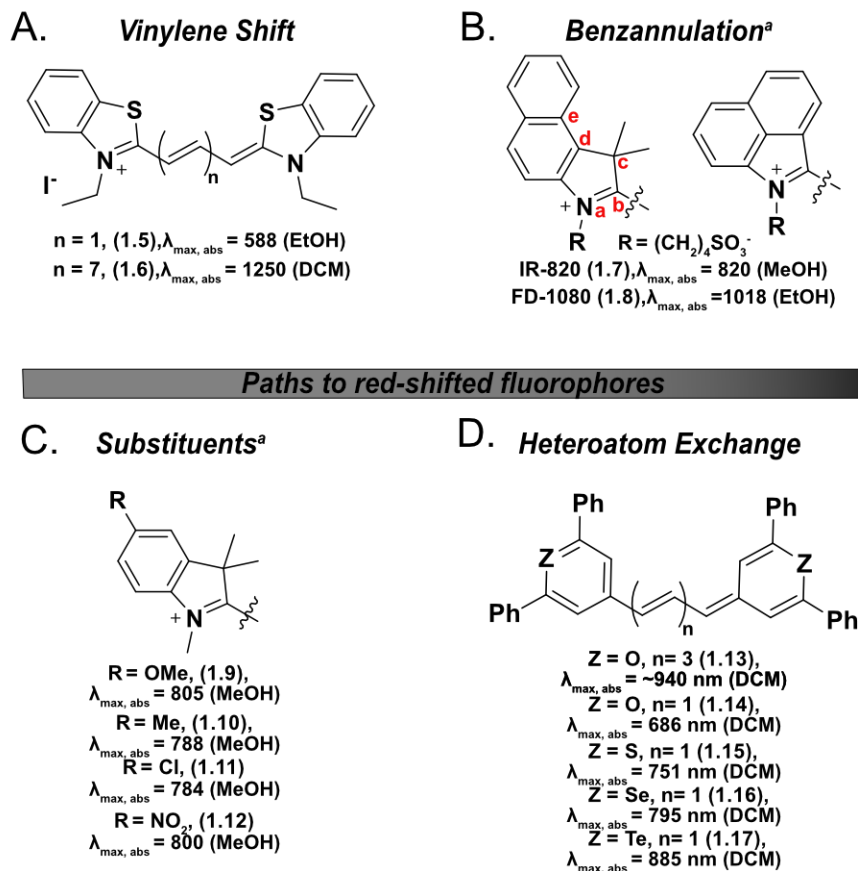 A. Vinylene Shift
S
S
N
+
N
n
I-
n = 1, (1.5),λmax, abs = 588 (EtOH)
n = 7, (1.6),λmax, abs = 1250 (DCM)
B. Benzannulationᵃ
e
d
c
b
+
N
a
R
+
N
R
R = (CH2)4SO3-
IR-820 (1.7),λmax, abs = 820 (MeOH)
FD-1080 (1.8),λmax, abs =1018 (EtOH)
Paths to red-shifted fluorophores
C. Substituentsᵃ
R
+
N
R = OMe, (1.9),
λmax, abs = 805 (MeOH)
R = Me, (1.10),
λmax, abs = 788 (MeOH)
R = Cl, (1.11)
λmax, abs = 784 (MeOH)
R = NO2, (1.12)
λmax, abs = 800 (MeOH)
D. Heteroatom Exchange
Ph
Ph
Z
Z
Ph
Ph
n
Z = O, n= 3 (1.13),
λmax, abs = ~940 nm (DCM)
Z = O, n= 1 (1.14),
λmax, abs = 686 nm (DCM)
Z = S, n= 1 (1.15),
λmax, abs = 751 nm (DCM)
Z = Se, n= 1 (1.16),
λmax, abs = 795 nm (DCM)
Z = Te, n= 1 (1.17),
λmax, abs = 885 nm (DCM)